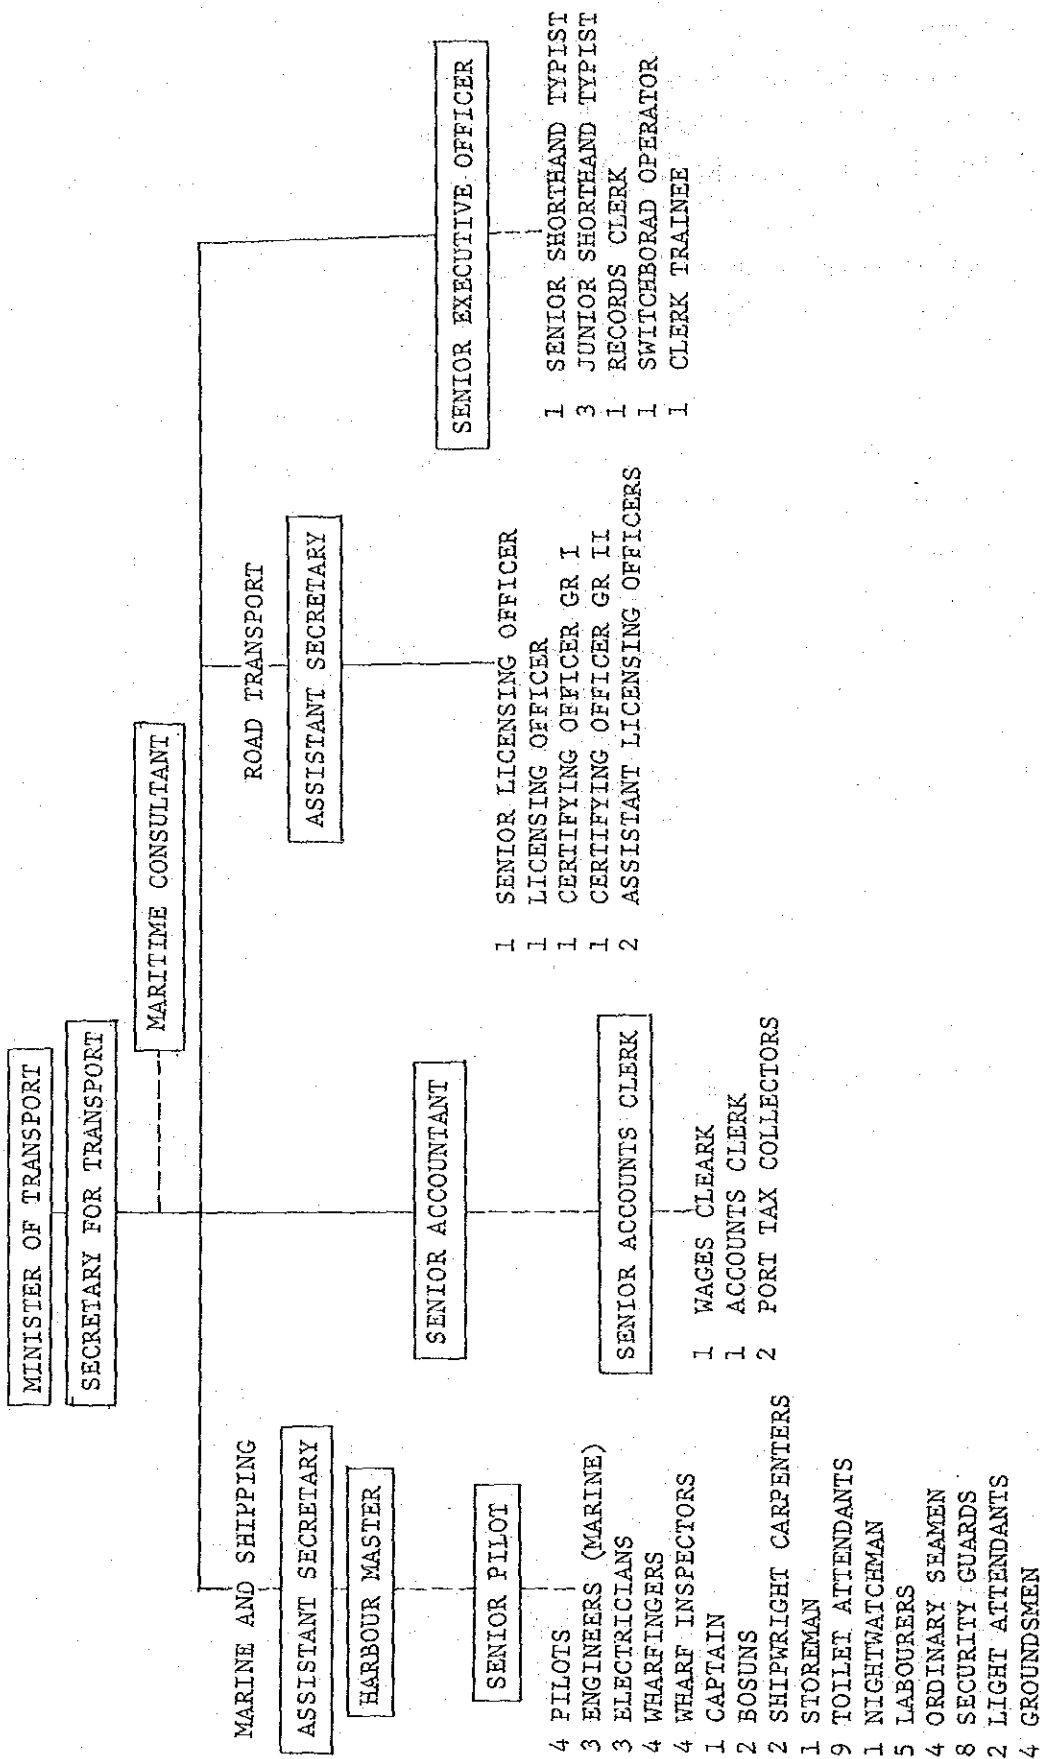 MINISTER OF TRANSPORT
SECRETARY FOR TRANSPORT
MARITIME CONSULTANT
MARINE AND SHIPPING
ASSISTANT SECRETARY
HARBOUR MASTER
SENIOR PILOT
4 PILOTS
3 ENGINEERS (MARINE)
3 ELECTRICIANS
4 WHARFINGERS
4 WHARF INSPECTORS
1 CAPTAIN
2 BOSUNS
2 SHIPWRIGHT CARPENTERS
1 STOREMAN
9 TOILET ATTENDANTS
1 NIGHTWATCHMAN
5 LABOURERS
4 ORDINARY SEAMEN
8 SECURITY GUARDS
2 LIGHT ATTENDANTS
4 GROUNDSMEN
SENIOR ACCOUNTANT
SENIOR ACCOUNTS CLERK
1 WAGES CLEARK
1 ACCOUNTS CLERK
2 PORT TAX COLLECTORS
ROAD TRANSPORT
ASSISTANT SECRETARY
1 SENIOR LICENSING OFFICER
1 LICENSING OFFICER
1 CERTIFYING OFFICER GR I
1 CERTIFYING OFFICER GR II
2 ASSISTANT LICENSING OFFICERS
SENIOR EXECUTIVE OFFICER
1 SENIOR SHORTHAND TYPIST
3 JUNIOR SHORTHAND TYPIST
1 RECORDS CLERK
1 SWITCHBORAD OPERATOR
1 CLERK TRAINEE